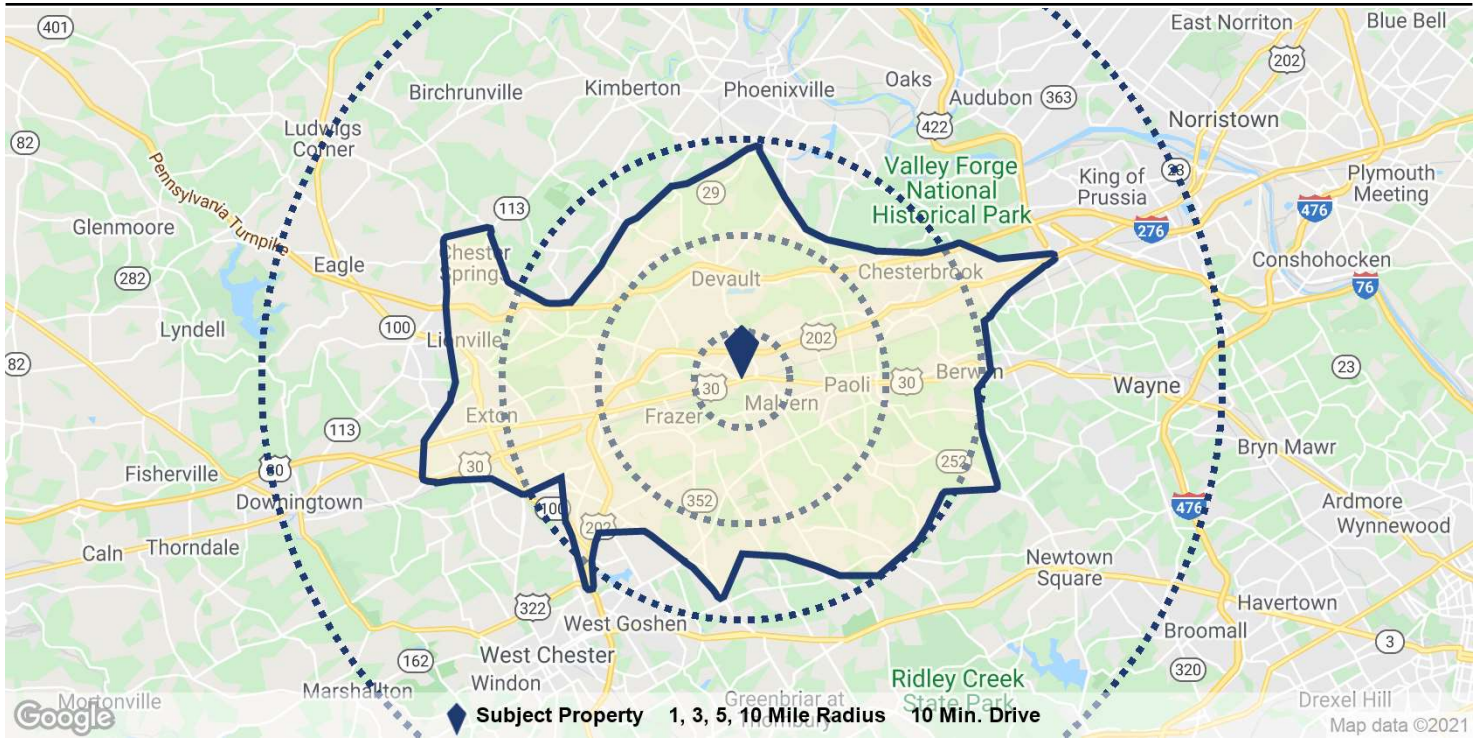 401
East Norriton
Blue Bell
202
Birchrunville
Kimberton
Phoenixville
Oaks
Audubon
363
422
Norristown
Ludwigs
Corner
82
Pennsylvania Turnpike
Valley Forge
National
Historical Park
King of
Prussia
23
Plymouth
Meeting
29
113
476
276
Glenmoore
Chester
Springs
Eagle
282
Devault
Chesterbrook
Conshohocken
76
Lyndell
100
Lionville
202
82
30
Paoli
30
Berwyn
Wayne
23
Malvern
Exton
Frazer
113
Bryn Mawr
Fisherville
30
30
252
Downingtown
352
100
202
476
Ardmore
Wynnewood
Caln
Thorndale
Newtown
Square
322
West Goshen
Havertown
Broomall
3
162
West Chester
Windon
Marshallton
Ridley Creek
State Park
320
Mortonville
Greenbriar at
Thornbury
Drexel Hill
Google
Subject Property 1, 3, 5, 10 Mile Radius 10 Min. Drive
Map data ©2021